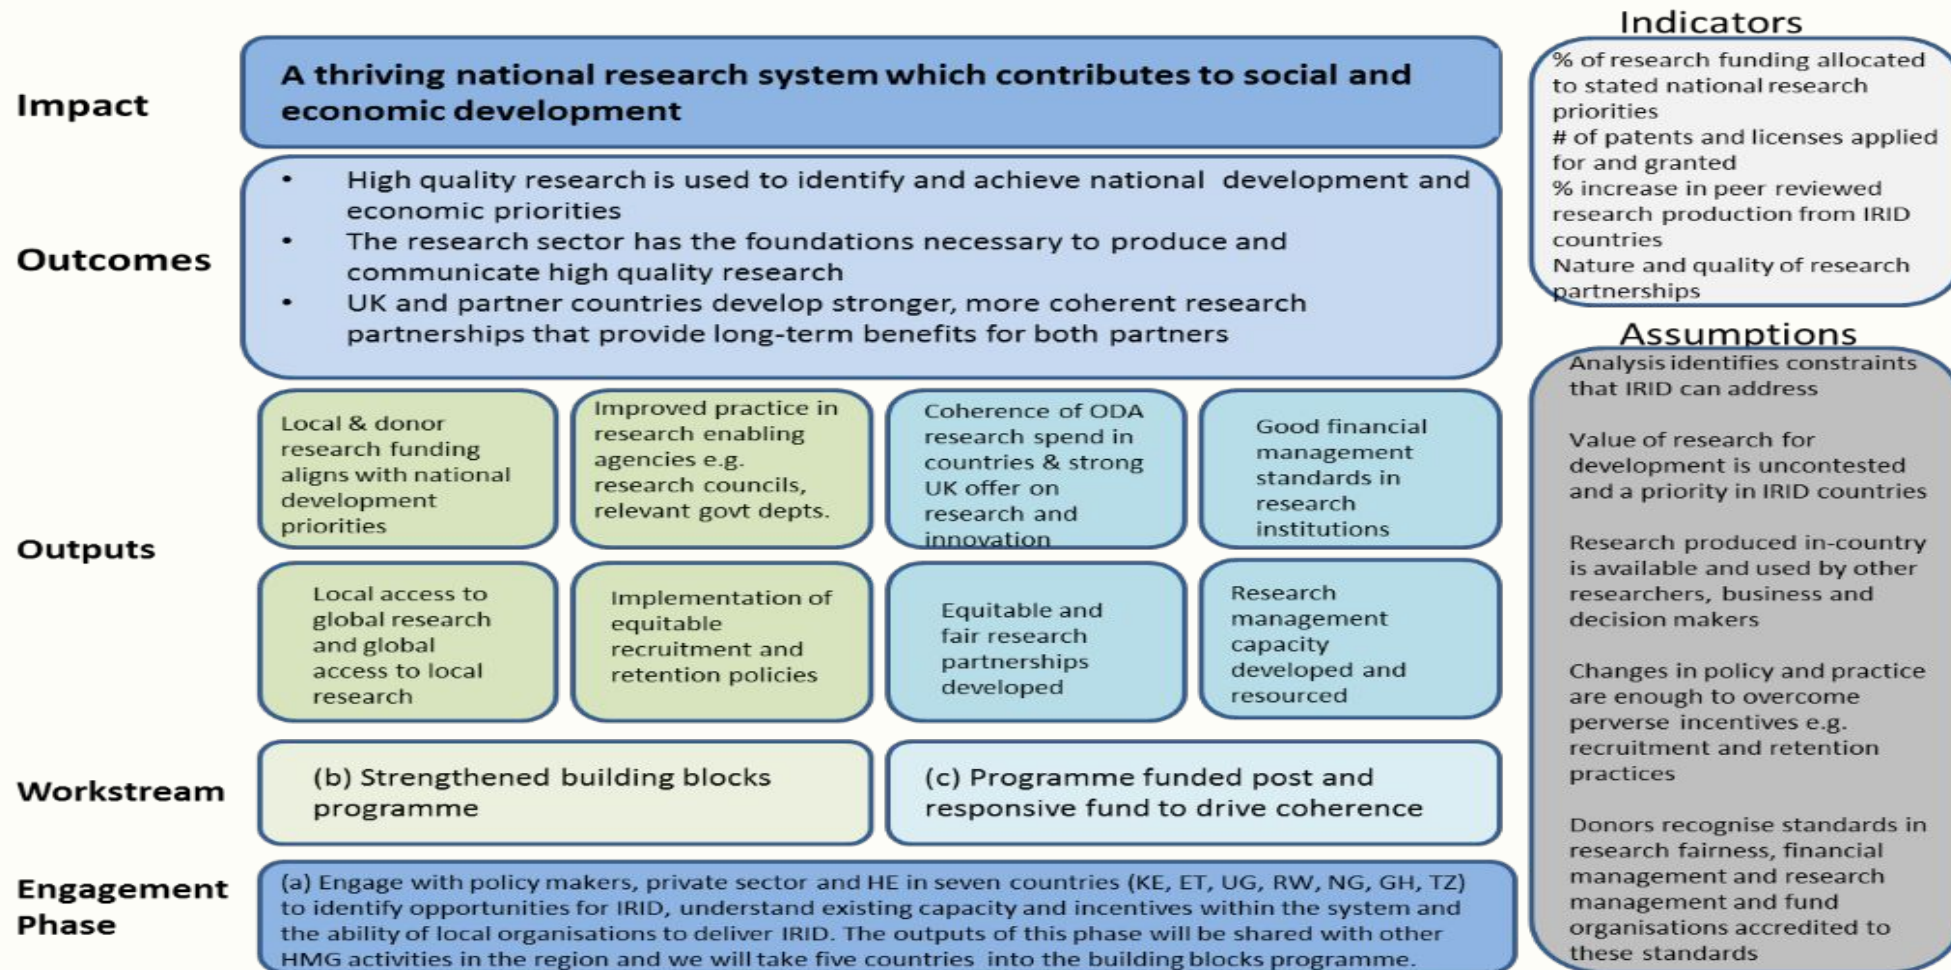 Impact
A thriving national research system which contributes to social and
economic development
Outcomes
• High quality research is used to identify and achieve national development and
economic priorities
• The research sector has the foundations necessary to produce and
communicate high quality research
• UK and partner countries develop stronger, more coherent research
partnerships that provide long-term benefits for both partners
Outputs
Local & donor
research funding
aligns with national
development
priorities
Improved practice in
research enabling
agencies e.g.
research councils,
relevant govt depts.
Coherence of ODA
research spend in
countries & strong
UK offer on
research and
innovation
Good financial
management
standards in
research
institutions
Local access to
global research
and global
access to local
research
Implementation of
equitable
recruitment and
retention policies
Equitable and
fair research
partnerships
developed
Research
management
capacity
developed and
resourced
Workstream
(b) Strengthened building blocks
programme
(c) Programme funded post and
responsive fund to drive coherence
Engagement
Phase
(a) Engage with policy makers, private sector and HE in seven countries (KE, ET, UG, RW, NG, GH, TZ)
to identify opportunities for IRID, understand existing capacity and incentives within the system and
the ability of local organisations to deliver IRID. The outputs of this phase will be shared with other
HMG activities in the region and we will take five countries into the building blocks programme.
Indicators
% of research funding allocated
to stated national research
priorities
# of patents and licenses applied
for and granted
% increase in peer reviewed
research production from IRID
countries
Nature and quality of research
partnerships
Assumptions
Analysis identifies constraints
that IRID can address
Value of research for
development is uncontested
and a priority in IRID countries
Research produced in-country
is available and used by other
researchers, business and
decision makers
Changes in policy and practice
are enough to overcome
perverse incentives e.g.
recruitment and retention
practices
Donors recognise standards in
research fairness, financial
management and research
management and fund
organisations accredited to
these standards